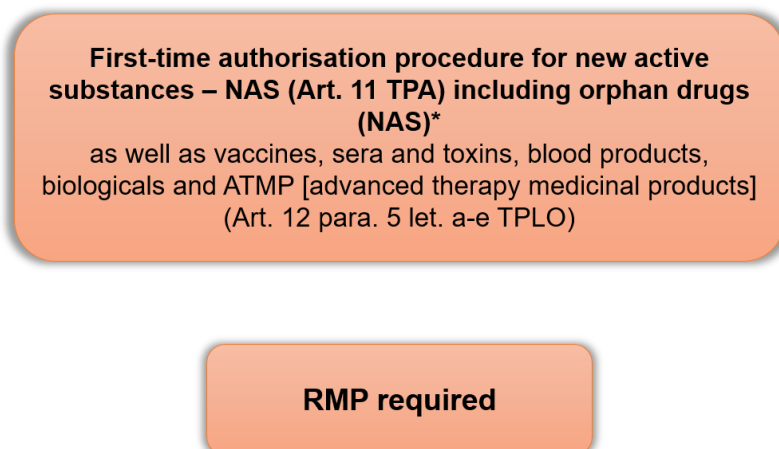 First-time authorisation procedure for new active
substances – NAS (Art. 11 TPA) including orphan drugs
(NAS)*
as well as vaccines, sera and toxins, blood products,
biologicals and ATMP [advanced therapy medicinal products]
(Art. 12 para. 5 let. a-e TPLO)
RMP required